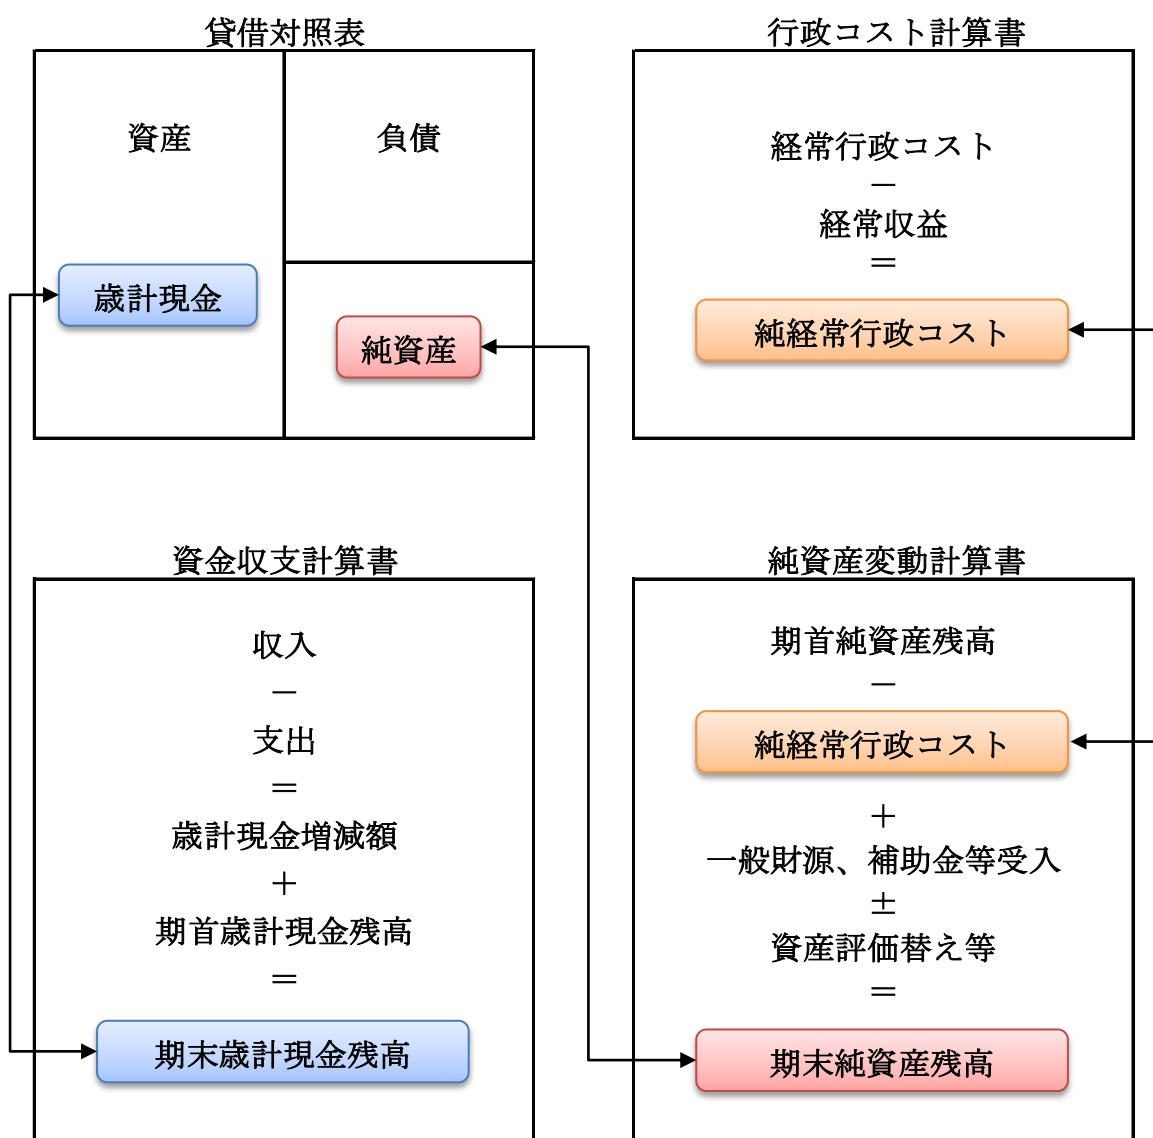 貸借対照表
資産
負債
歳計現金
純資産
行政コスト計算書
経常行政コスト
－
経常収益
＝
純経常行政コスト
資金収支計算書
収入
－
支出
＝
歳計現金増減額
＋
期首歳計現金残高
＝
期末歳計現金残高
純資産変動計算書
期首純資産残高
－
純経常行政コスト
＋
一般財源、補助金等受入
±
資産評価替え等
＝
期末純資産残高